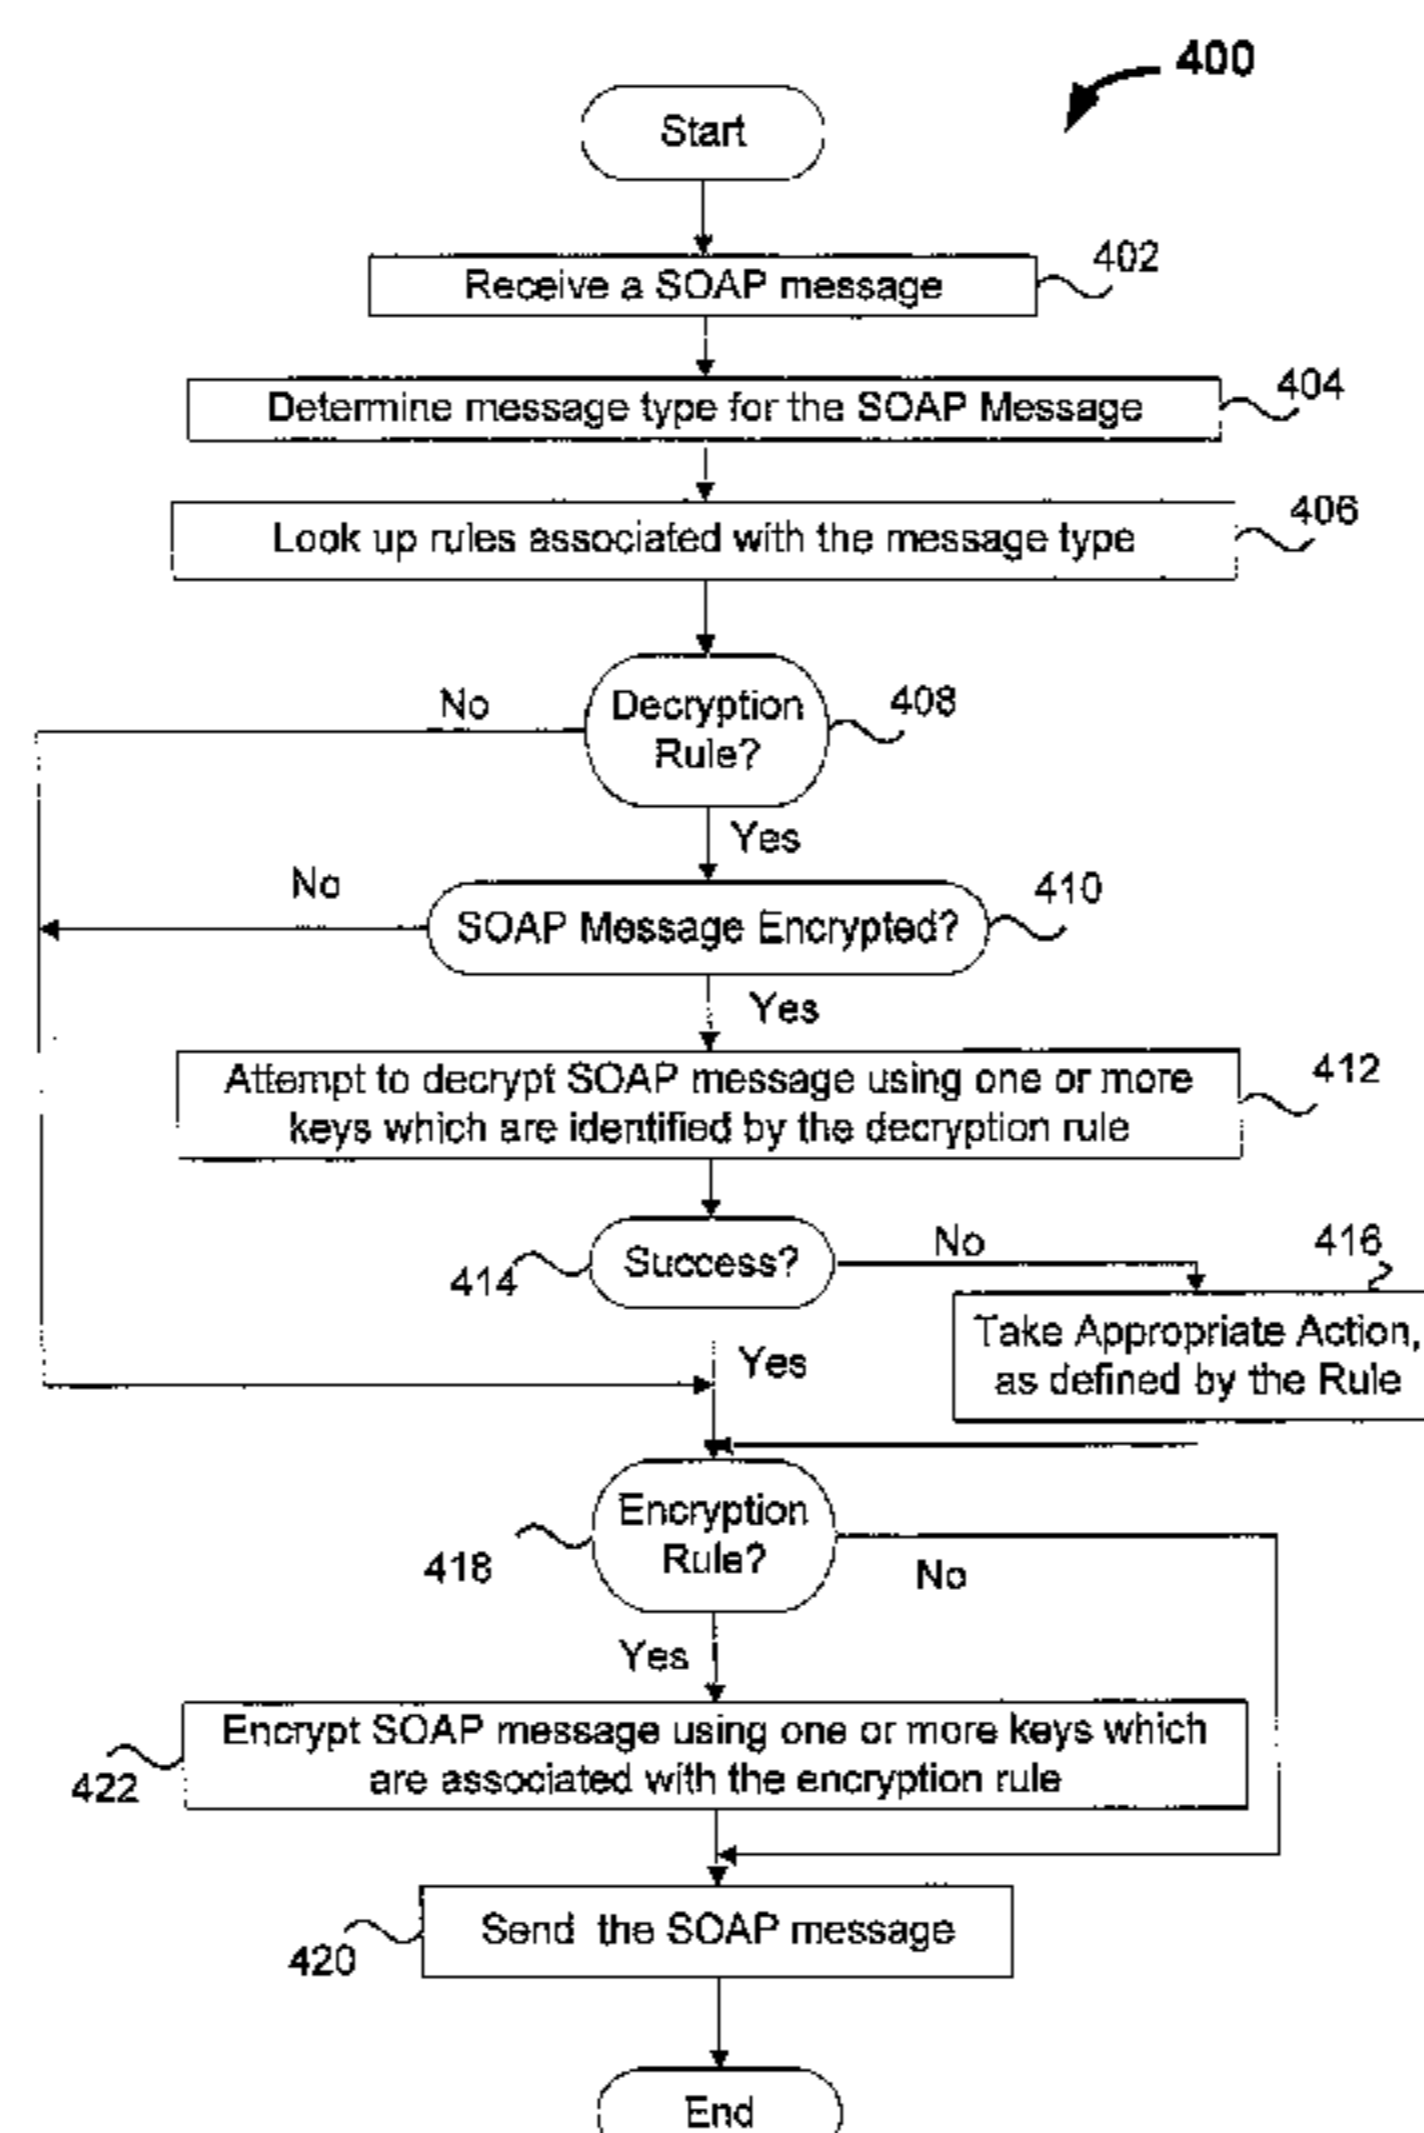 400
Start
Receive a SOAP message
402
Determine message type for the SOAP Message
404
Look up rules associated with the message type
406
Decryption
Rule?
408
No
Yes
SOAP Message Encrypted?
410
No
Yes
Attempt to decrypt SOAP message using one or more
keys which are identified by the decryption rule
412
Success?
414
No
416
Take Appropriate Action,
as defined by the Rule
Yes
Encryption
Rule?
418
No
Yes
Encrypt SOAP message using one or more keys which
are associated with the encryption rule
422
Send the SOAP message
420
End